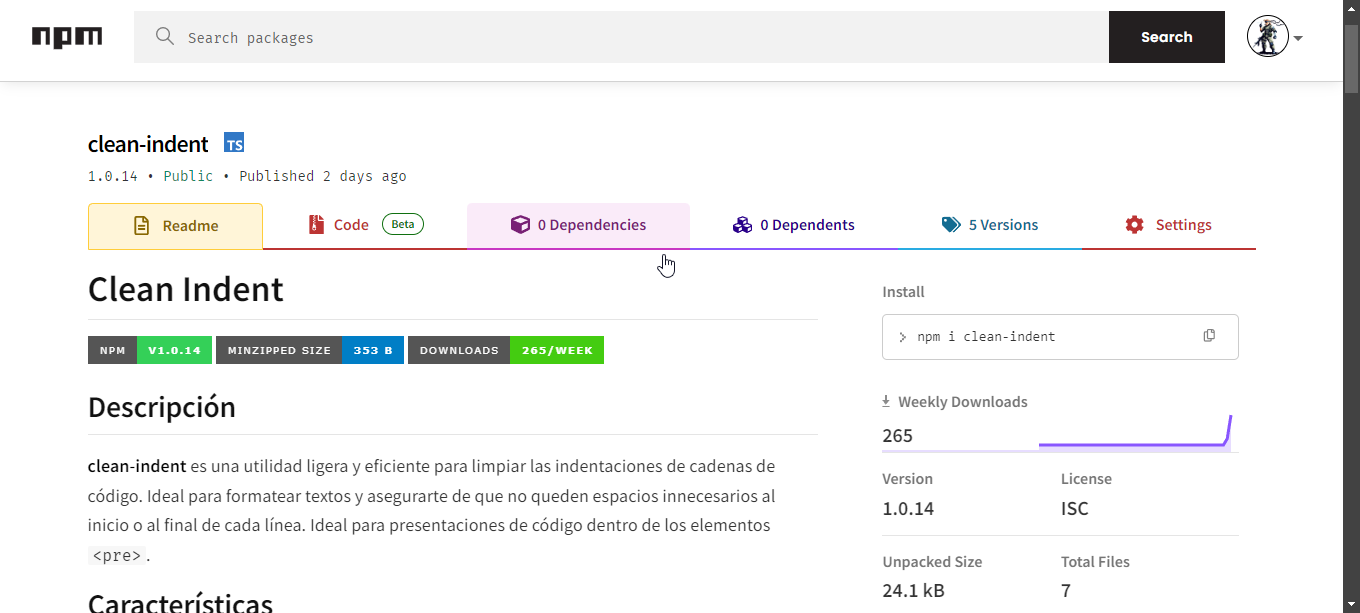 npm
Search packages
Search
clean-indent TS
1.0.14 • Public • Published 2 days ago
Readme
Code Beta
0 Dependencies
0 Dependents
5 Versions
Settings
Clean Indent
NPM V1.0.14 MINZIPPED SIZE 353 B DOWNLOADS 265/WEEK
Descripción
clean-indent es una utilidad ligera y eficiente para limpiar las indentaciones de cadenas de
código. Ideal para formatear textos y asegurarte de que no queden espacios innecesarios al
inicio o al final de cada línea. Ideal para presentaciones de código dentro de los elementos
<pre>.
Características
Install
> npm i clean-indent
Weekly Downloads
265
Version
1.0.14
License
ISC
Unpacked Size
24.1 kB
Total Files
7